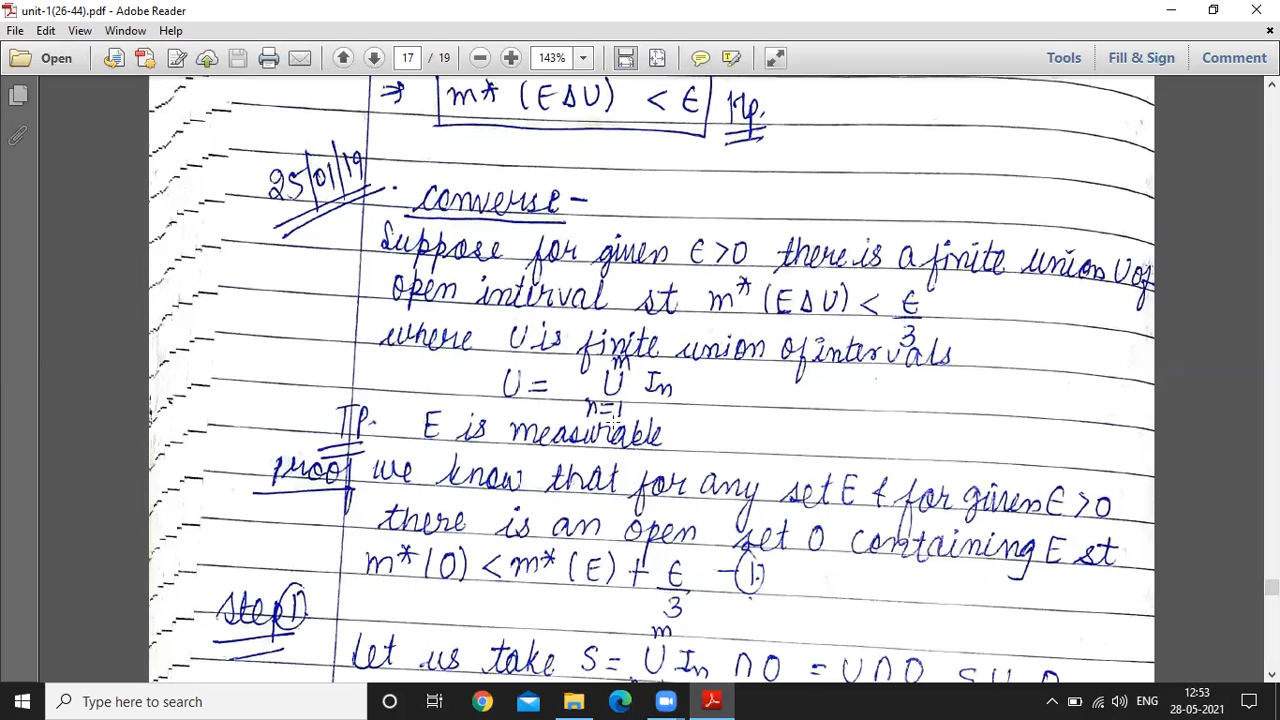 unit-1(26-44).pdf - Adobe Reader
File Edit View Window Help
Open 17 / 19 143% Tools Fill & Sign Comment
⇒ m* (E Δ U) < ε Hp.
25/01/19
Converse -
Suppose for given ε > 0 there is a finite union U of
open interval st m* (E Δ U) < ε/3
where U is finite union of intervals
U = m U n=1 In
TP. E is measurable
proof we know that for any set E & for given ε > 0
there is an open set O containing E st
m* (O) < m* (E) + ε/3 - (1)
Step (1)
Let us take S = m U In ∩ O = U ∩ O
Type here to search
ENG
12:53
28-05-2021